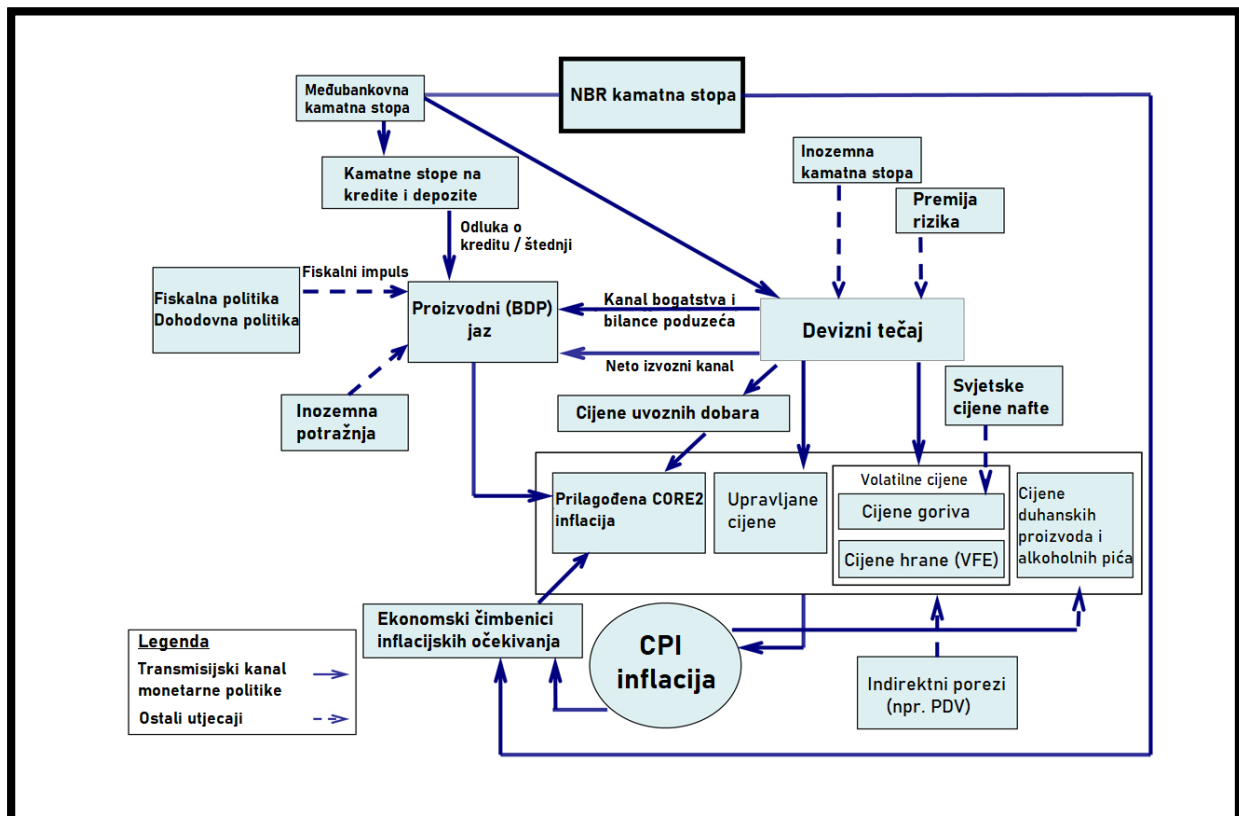 NBR kamatna stopa
Međubankovna
kamatna stopa
Inozemna
kamatna stopa
Kamatne stope na
kredite i depozite
Premija
rizika
Odluka o
kreditu / štednji
Fiskalni impuls
Fiskalna politika
Dohodovna politika
Proizvodni (BDP)
jaz
Kanal bogatstva i
bilance poduzeća
Devizni tečaj
Neto izvozni kanal
Svjetske
cijene nafte
Inozemna
potražnja
Cijene uvoznih dobara
Prilagođena CORE2
inflacija
Upravljane
cijene
Volatilne cijene
Cijene goriva
Cijene hrane (VFE)
Cijene
duhanskih
proizvoda i
alkoholnih pića
Ekonomski čimbenici
inflacijskih očekivanja
CPI
inflacija
Indirektni porezi
(npr. PDV)
Legenda
Transmisijski kanal
monetarne politike
Ostali utjecaji